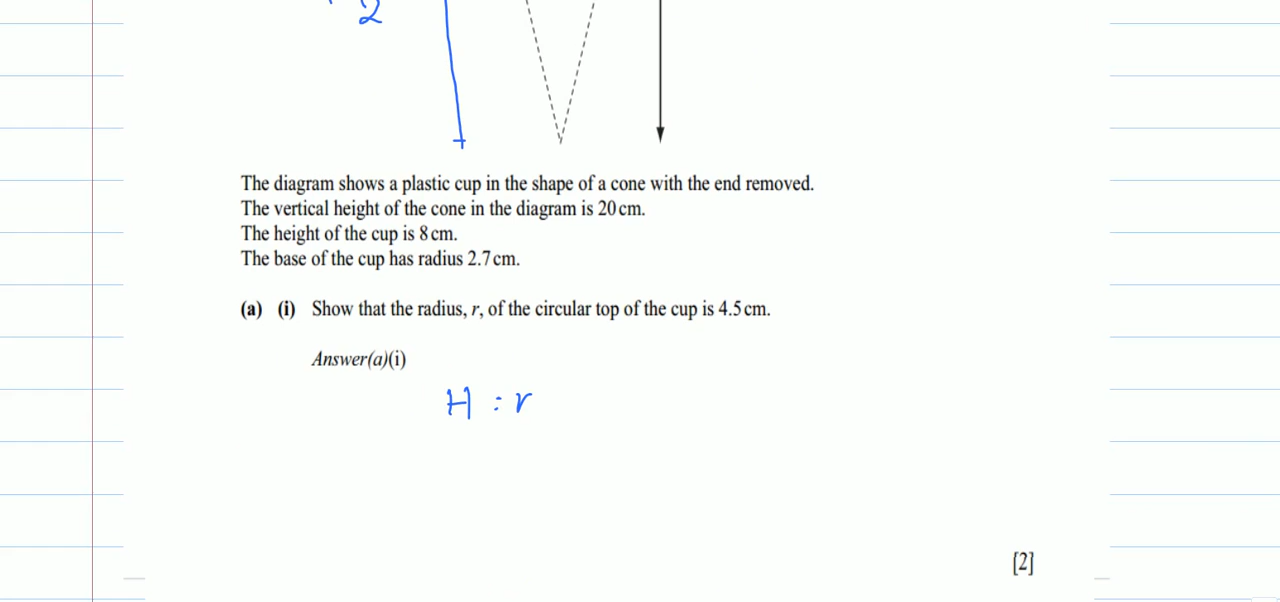 2
The diagram shows a plastic cup in the shape of a cone with the end removed.
The vertical height of the cone in the diagram is 20 cm.
The height of the cup is 8 cm.
The base of the cup has radius 2.7 cm.
(a) (i) Show that the radius, r, of the circular top of the cup is 4.5 cm.
Answer(a)(i)
H : r
[2]